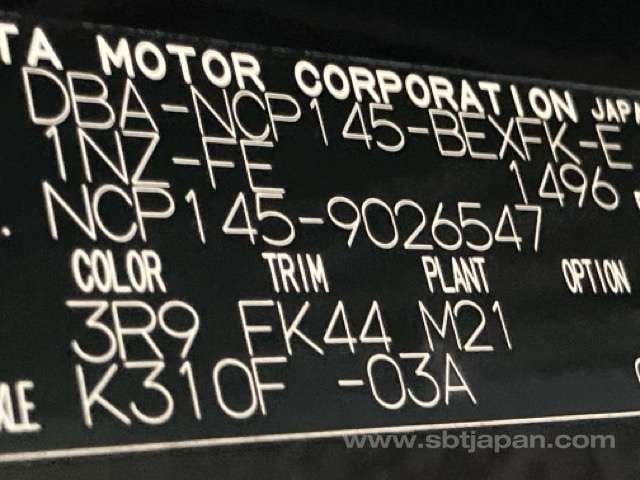 TA MOTOR CORPORATION JAPA
DBA-NCP145-BEXFK-E
1NZ-FE 1496
. NCP145-9026547
COLOR TRIM PLANT OPTION
3R9 FK44 M21
XLE K310F -03A
www.sbtjapan.com